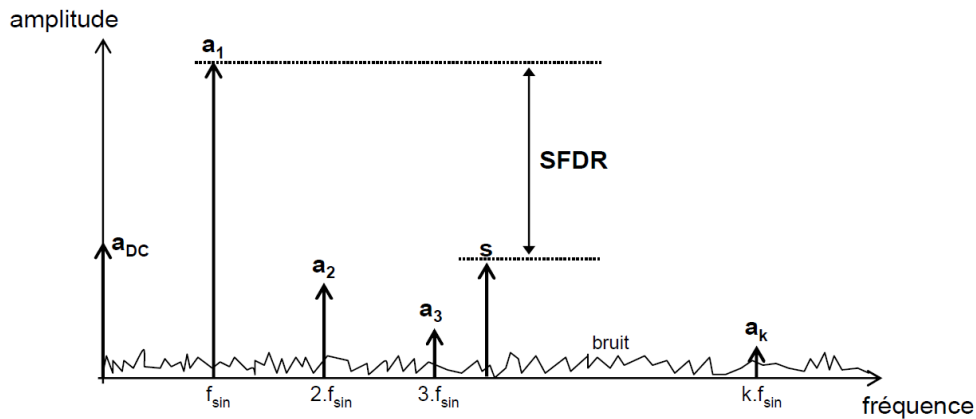 amplitude
a1
SFDR
aDC
s
a2
a3
bruit
ak
fsin
2.fsin
3.fsin
k.fsin
fréquence